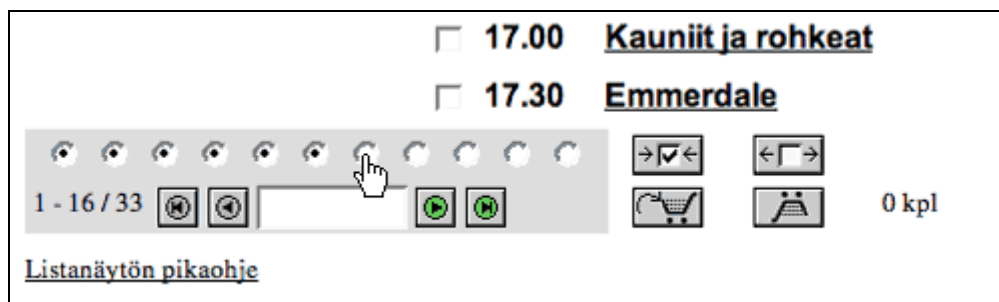 17.00 Kauniit ja rohkeat
17.30 Emmerdale
1 - 16 / 33
0 kpl
Listanäytön pikaohje